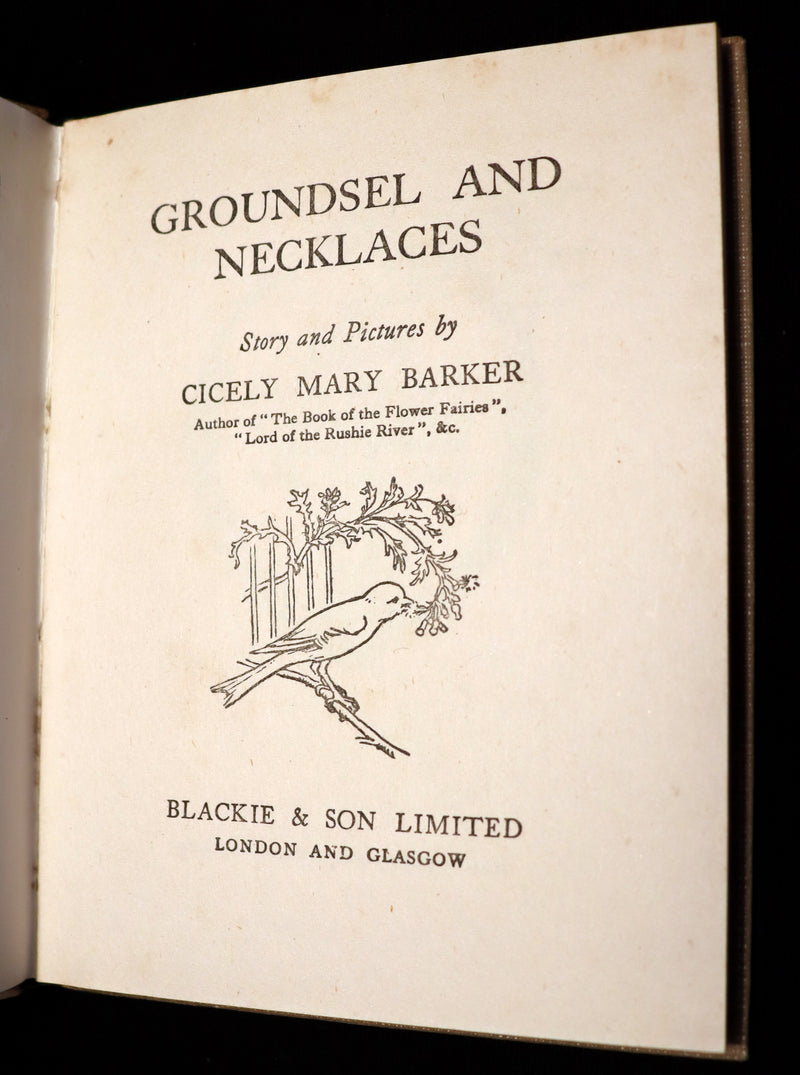 GROUNDSEL AND
NECKLACES
Story and Pictures by
CICELY MARY BARKER
Author of "The Book of the Flower Fairies",
"Lord of the Rushie River", &c.
BLACKIE & SON LIMITED
LONDON AND GLASGOW